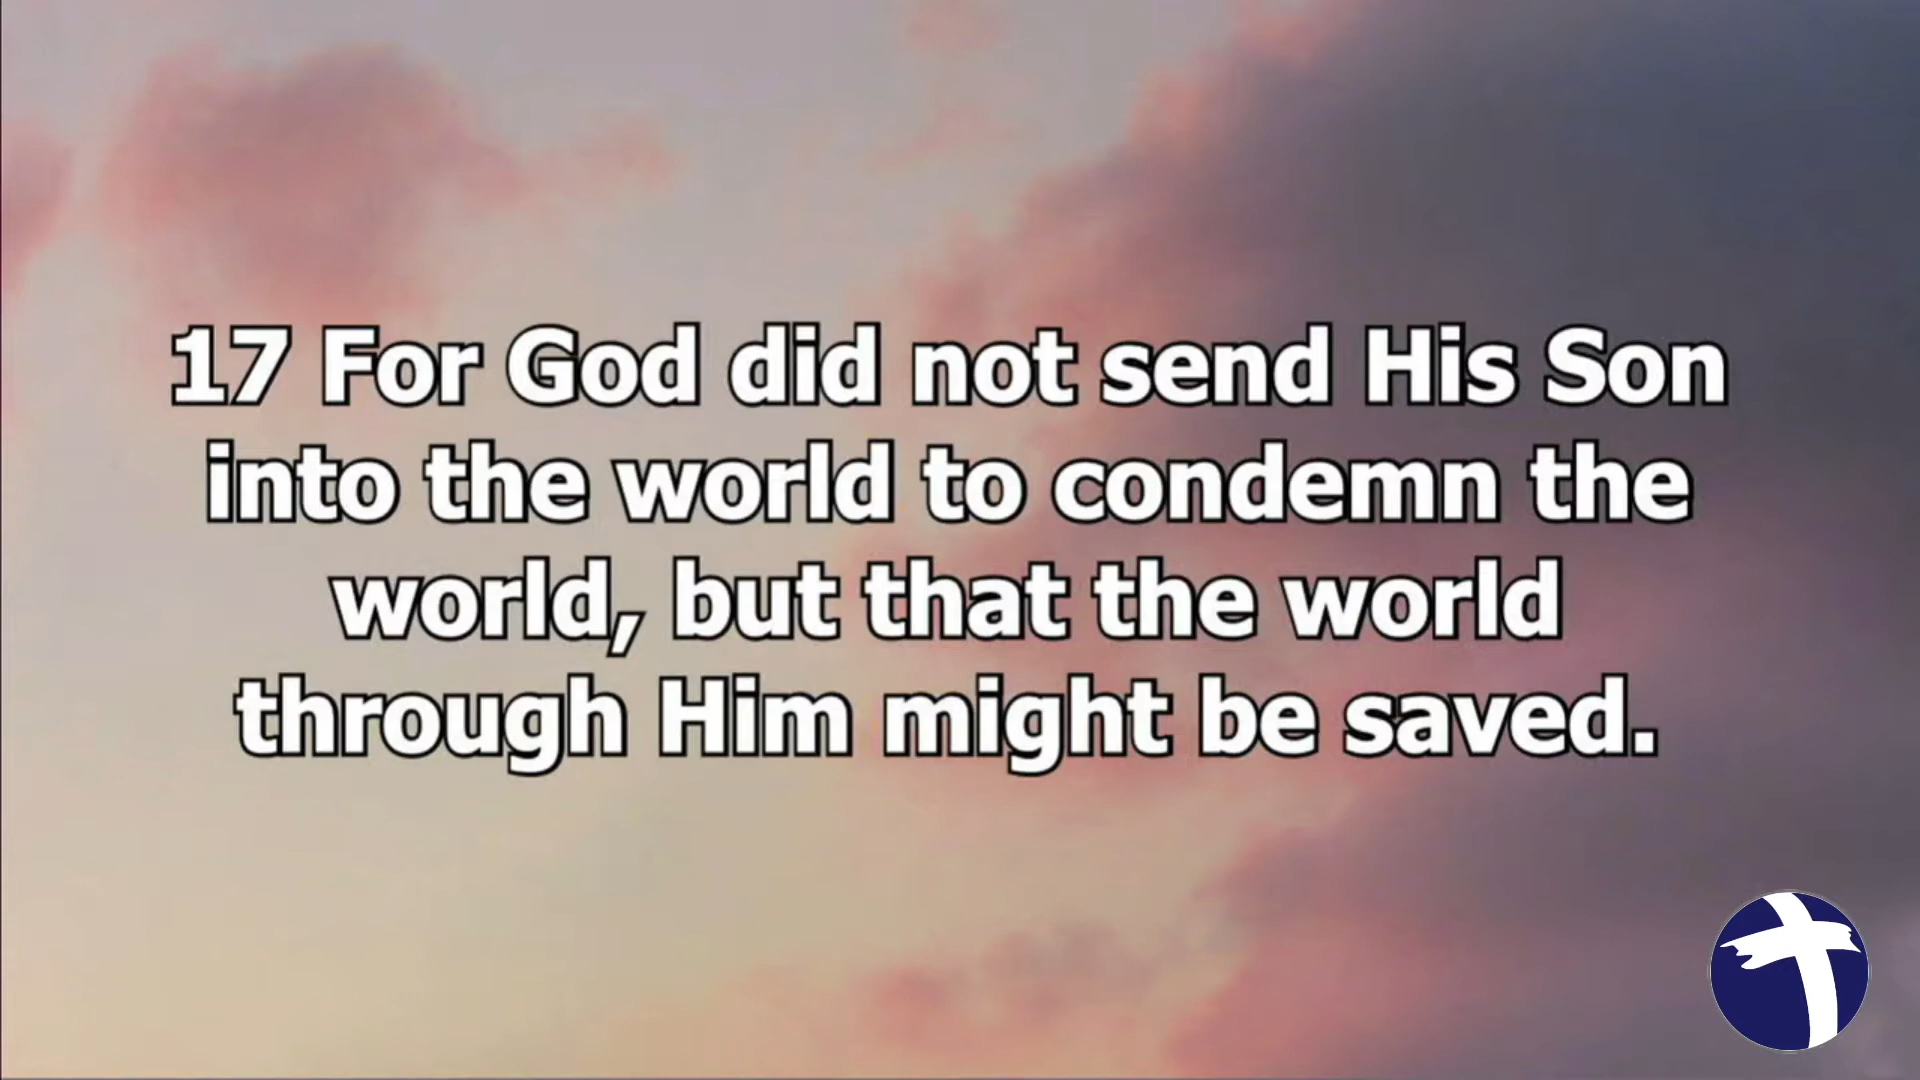 17 For God did not send His Son
into the world to condemn the
world, but that the world
through Him might be saved.